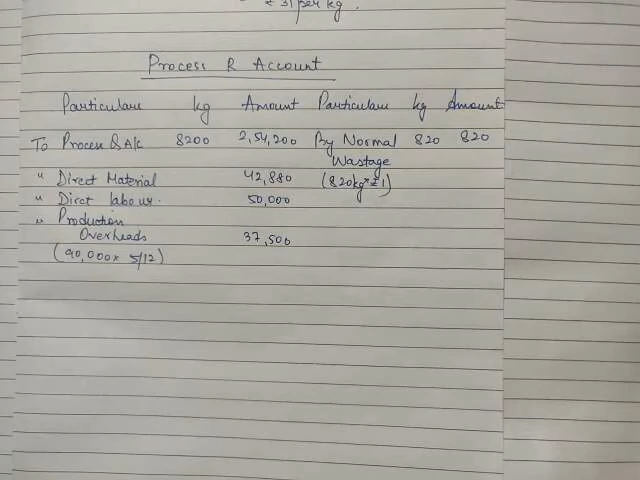 ₹ 31 per kg.
Process R Account
Particulars kg Amount Particulars kg Amount
To Process Q A/c 8200 2,54,200 By Normal 820 820
Wastage
" Direct Material 42,880 (820kg × ₹1)
" Dirct labour. 50,000
" Production
Overheads 37,500
(90,000 × 5/12)